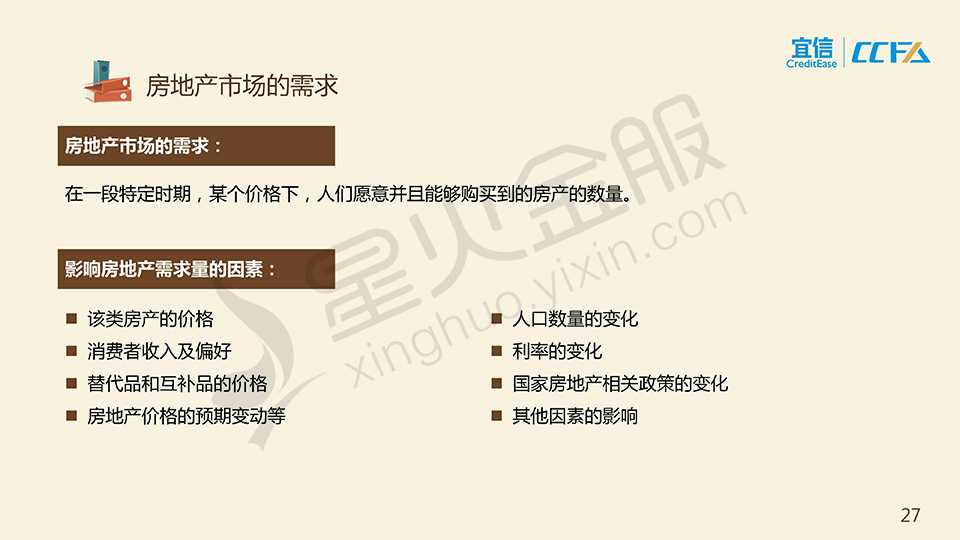 宜信
CreditEase
CCFA
房地产市场的需求
房地产市场的需求：
在一段特定时期，某个价格下，人们愿意并且能够购买到的房产的数量。
影响房地产需求量的因素：
该类房产的价格
消费者收入及偏好
替代品和互补品的价格
房地产价格的预期变动等
人口数量的变化
利率的变化
国家房地产相关政策的变化
其他因素的影响
星火金服
xinghuo.yixin.com
27